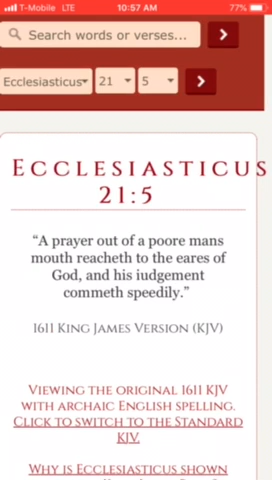 T-Mobile LTE 10:57 AM 77%
Search words or verses...
Ecclesiasticus 21 5
Ecclesiasticus
21:5
“A prayer out of a poore mans
mouth reacheth to the eares of
God, and his iudgement
commeth speedily.”
1611 King James Version (KJV)
Viewing the original 1611 KJV
with archaic English spelling.
Click to switch to the Standard
KJV.
Why is Ecclesiasticus shown